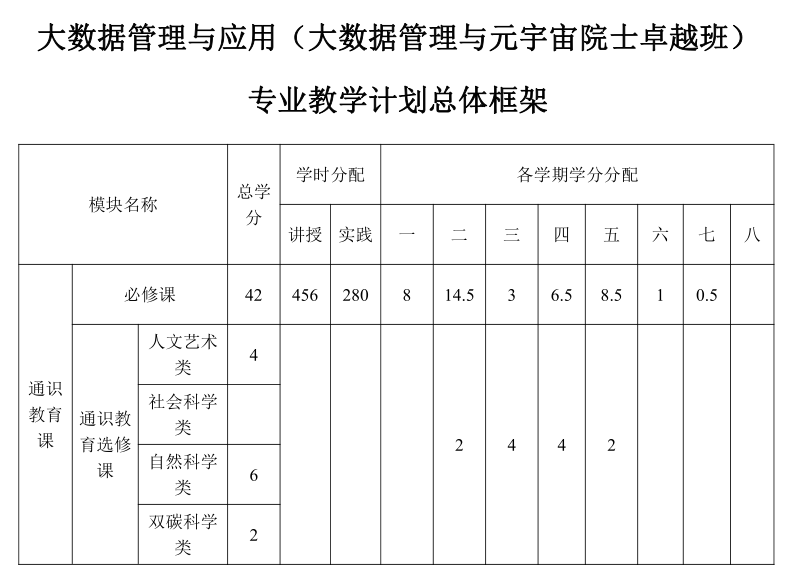 大数据管理与应用（大数据管理与元宇宙院士卓越班）
专业教学计划总体框架
模块名称 总学分 学时分配 各学期学分分配
讲授 实践 一 二 三 四 五 六 七 八
通识教育课 必修课 42 456 280 8 14.5 3 6.5 8.5 1 0.5
通识教育选修课 人文艺术类 4 2 4 4 2
社会科学类
自然科学类 6
双碳科学类 2